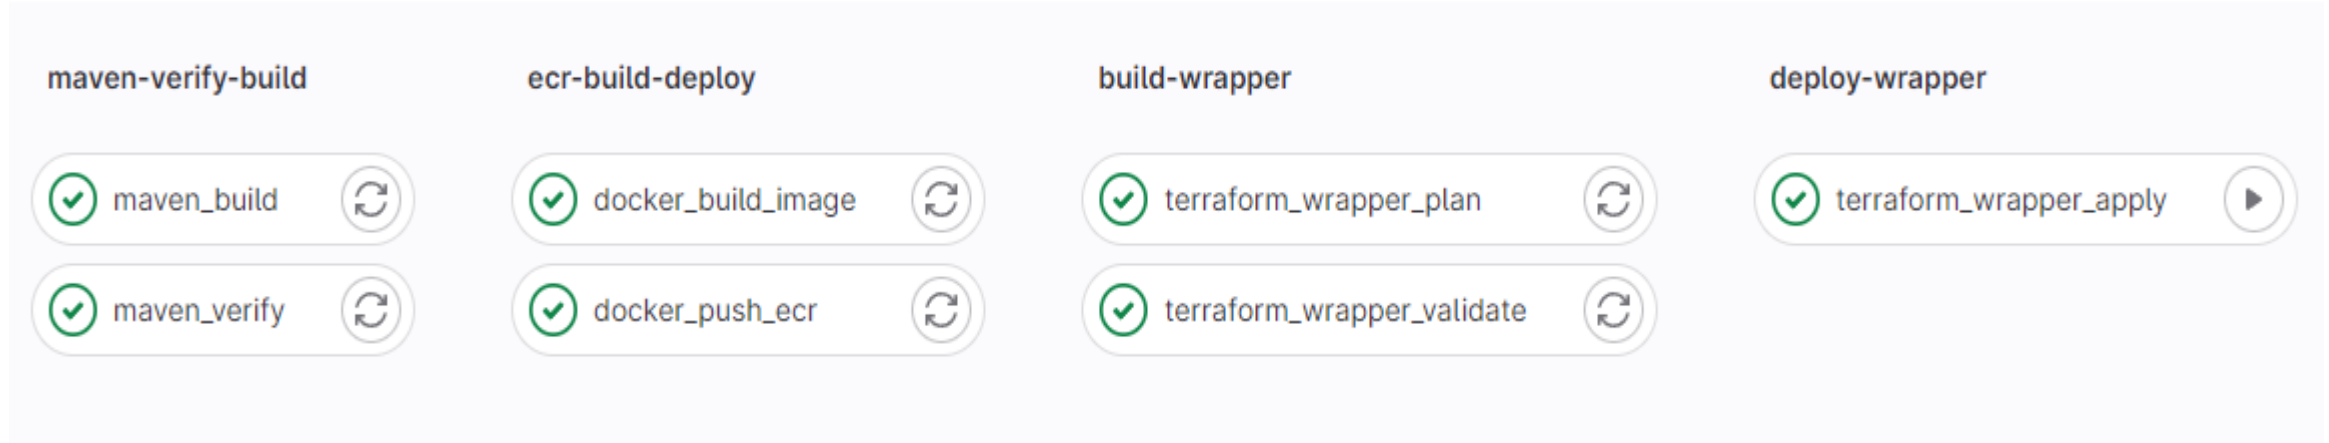 maven-verify-build
maven_build
maven_verify
ecr-build-deploy
docker_build_image
docker_push_ecr
build-wrapper
terraform_wrapper_plan
terraform_wrapper_validate
deploy-wrapper
terraform_wrapper_apply